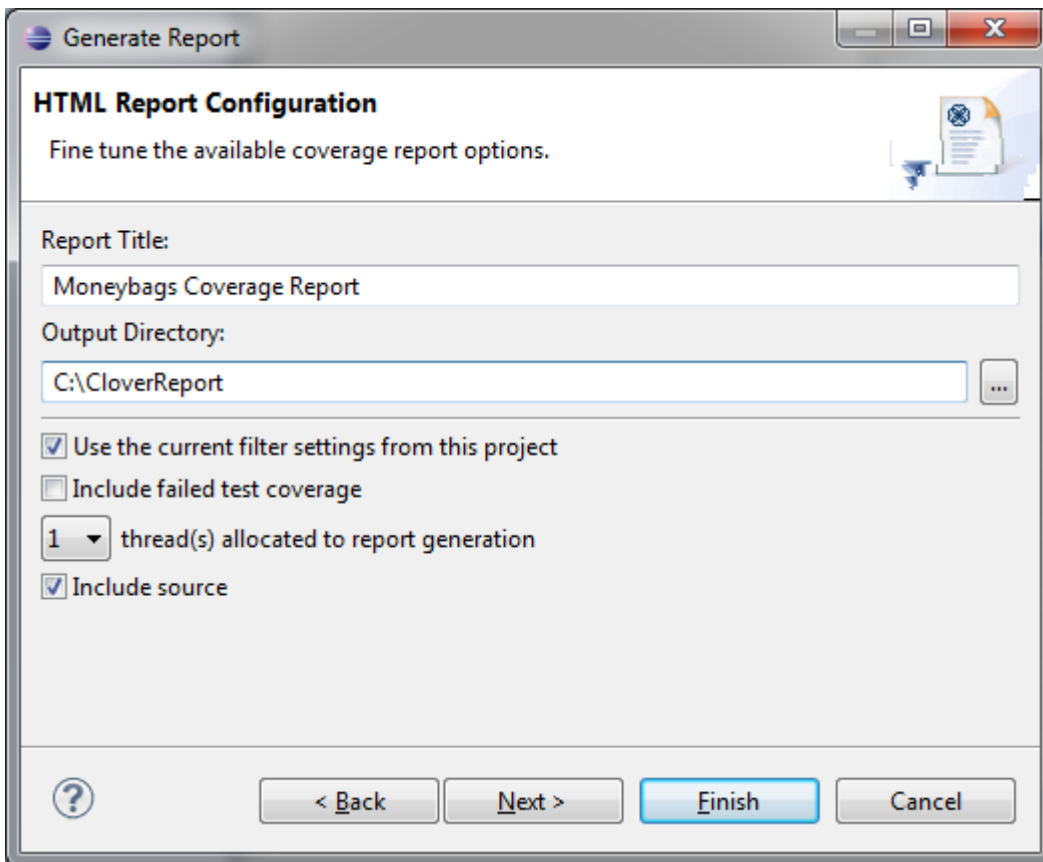 Generate Report
HTML Report Configuration
Fine tune the available coverage report options.
Report Title:
Moneybags Coverage Report
Output Directory:
C:\CloverReport
...
Use the current filter settings from this project
Include failed test coverage
1 thread(s) allocated to report generation
Include source
? < Back Next > Finish Cancel